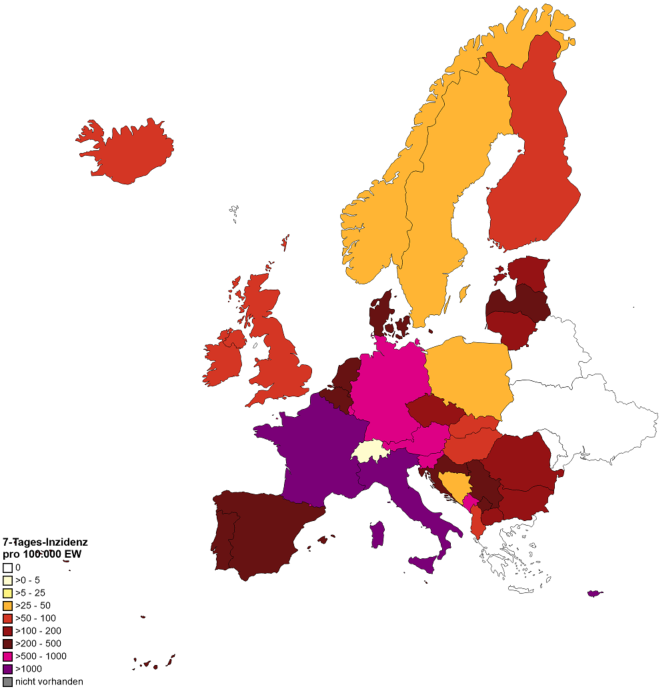 7-Tages-Inzidenz
pro 100.000 EW
0
>0 - 5
>5 - 25
>25 - 50
>50 - 100
>100 - 200
>200 - 500
>500 - 1000
>1000
nicht vorhanden